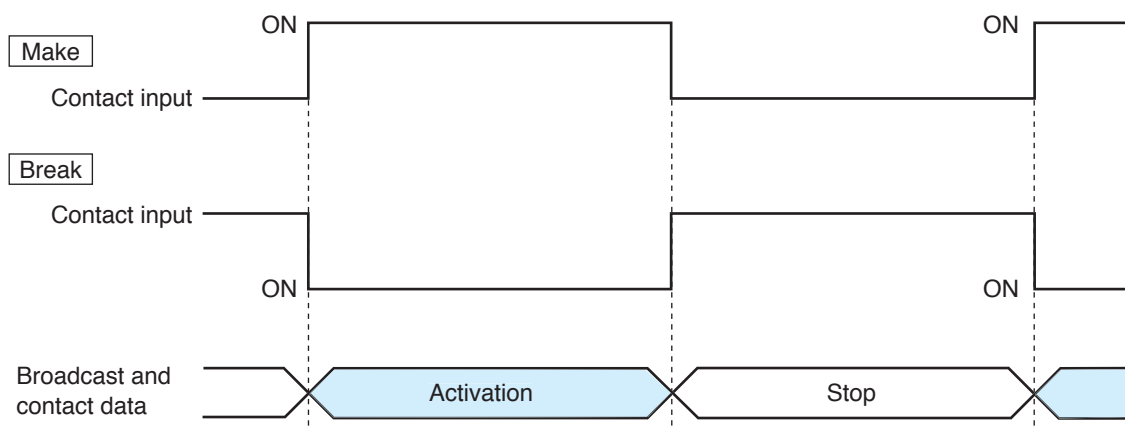 ON
ON
Make
Contact input
Break
Contact input
ON
ON
Broadcast and
contact data
Activation
Stop